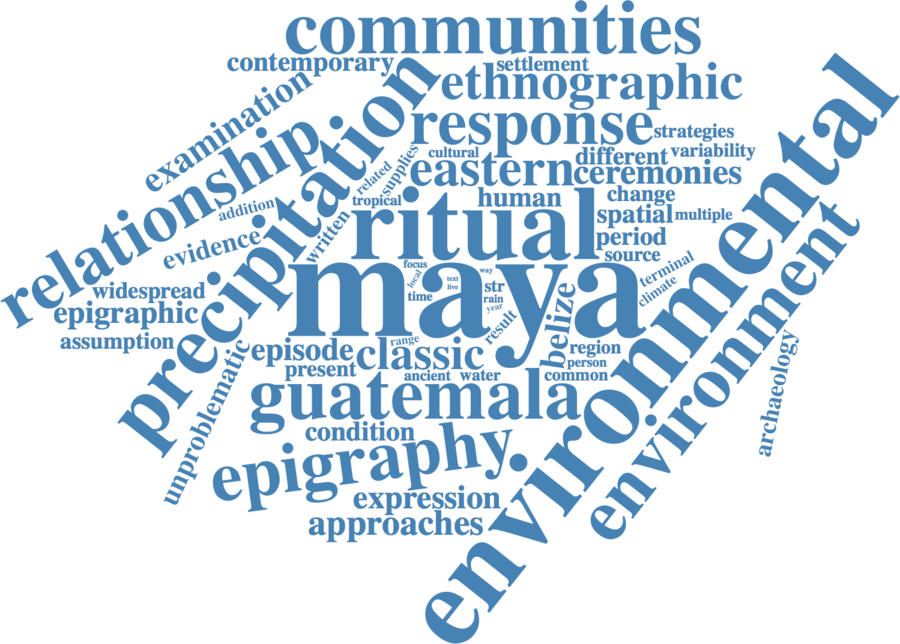 communities
contemporary
settlement
ethnographic
examination
precipitation
relationship
response
strategies
cultural
different
variability
related
supplies
eastern
ceremonies
addition
tropical
human
change
written
ritual
spatial
multiple
evidence
period
source
environmental
environment
widespread
epigraphic
assumption
maya
focus
local
text
way
live
time
str
rain
year
terminal
climate
result
belize
range
episode
classic
region
present
person
ancient
water
common
unproblematic
guatemala
archaeology
condition
epigraphy.
expression
approaches